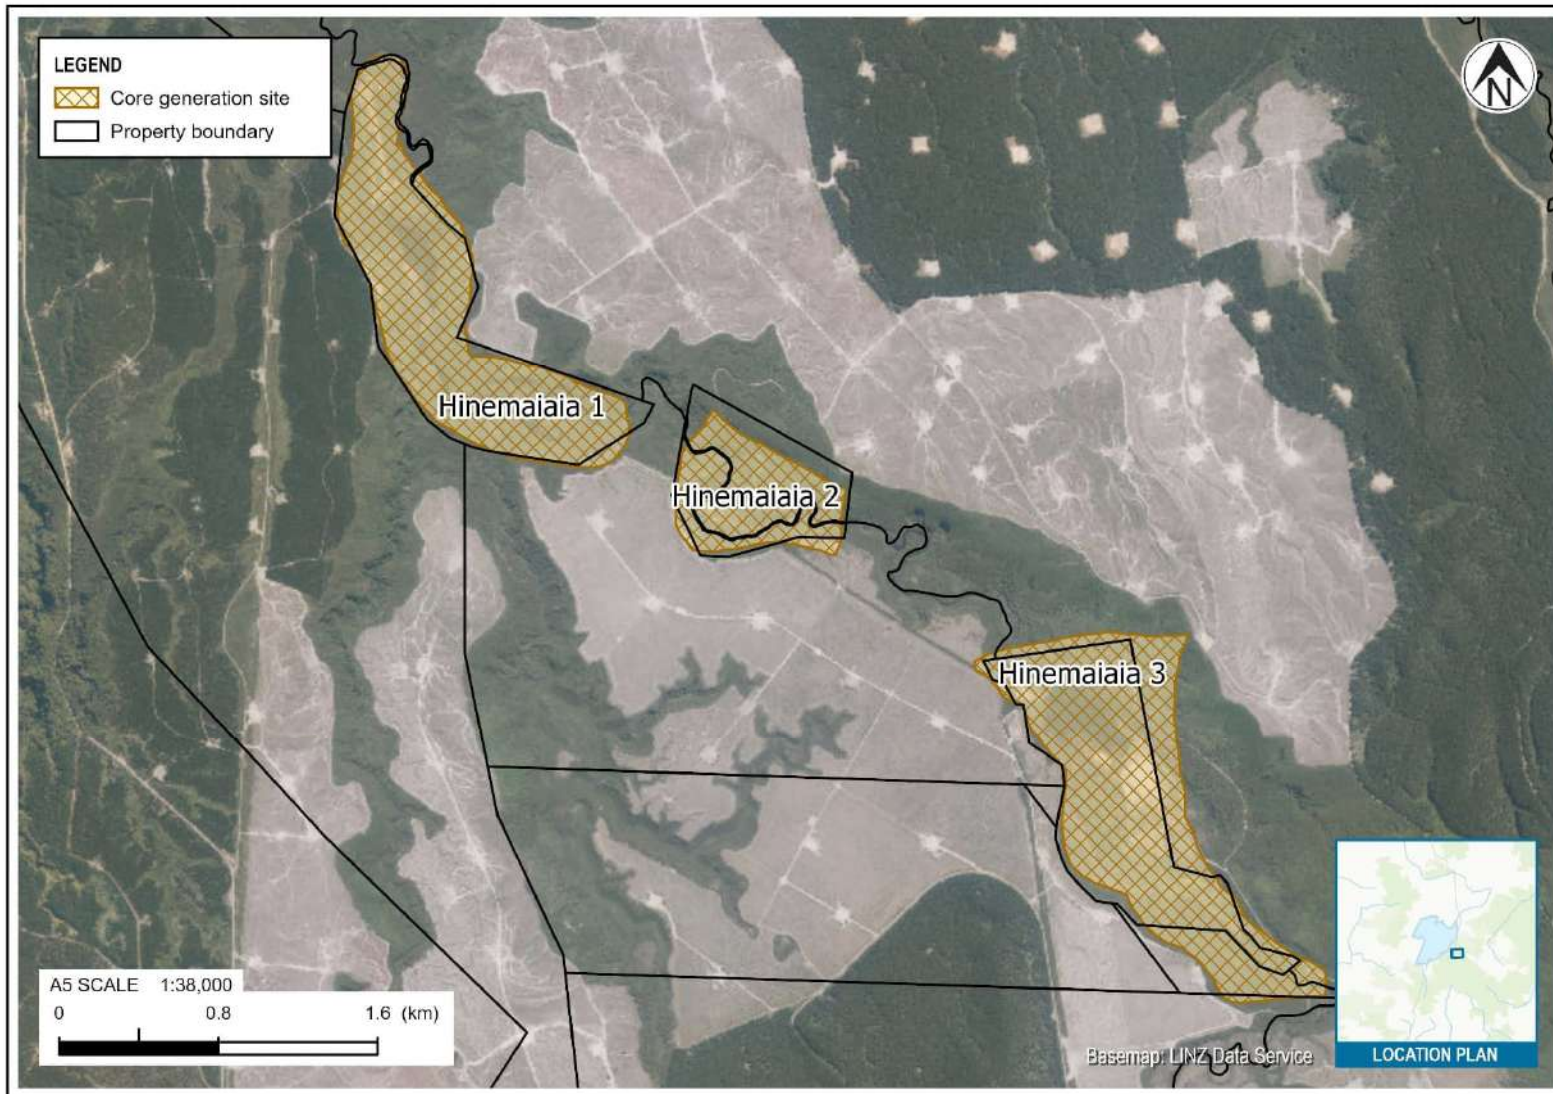 LEGEND
Core generation site
Property boundary
N
Hinemaiaia 1
Hinemaiaia 2
Hinemaiaia 3
A5 SCALE 1:38,000
0 0.8 1.6 (km)
Basemap: LINZ Data Service
LOCATION PLAN